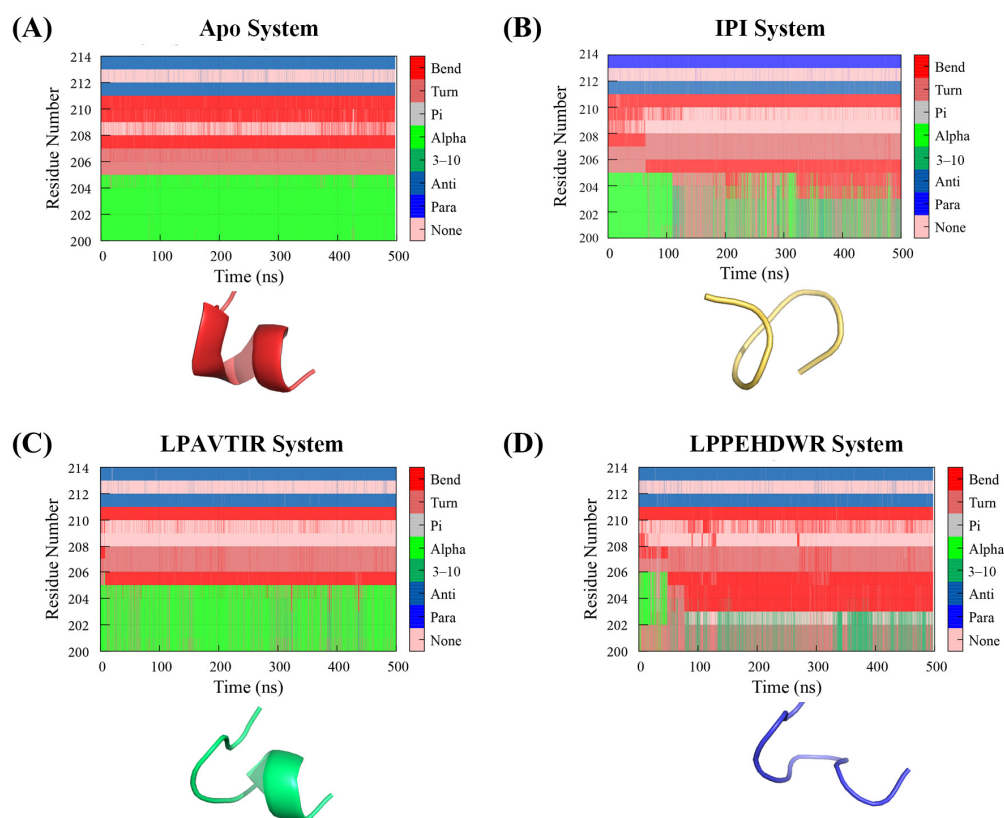 (A)
Apo System
Residue Number
214
212
210
208
206
204
202
200
0
100
200
300
400
500
Time (ns)
Bend
Turn
Pi
Alpha
3–10
Anti
Para
None
(B)
IPI System
Residue Number
214
212
210
208
206
204
202
200
0
100
200
300
400
500
Time (ns)
Bend
Turn
Pi
Alpha
3–10
Anti
Para
None
(C)
LPAVTIR System
Residue Number
214
212
210
208
206
204
202
200
0
100
200
300
400
500
Time (ns)
Bend
Turn
Pi
Alpha
3–10
Anti
Para
None
(D)
LPPEHDWR System
Residue Number
214
212
210
208
206
204
202
200
0
100
200
300
400
500
Time (ns)
Bend
Turn
Pi
Alpha
3–10
Anti
Para
None